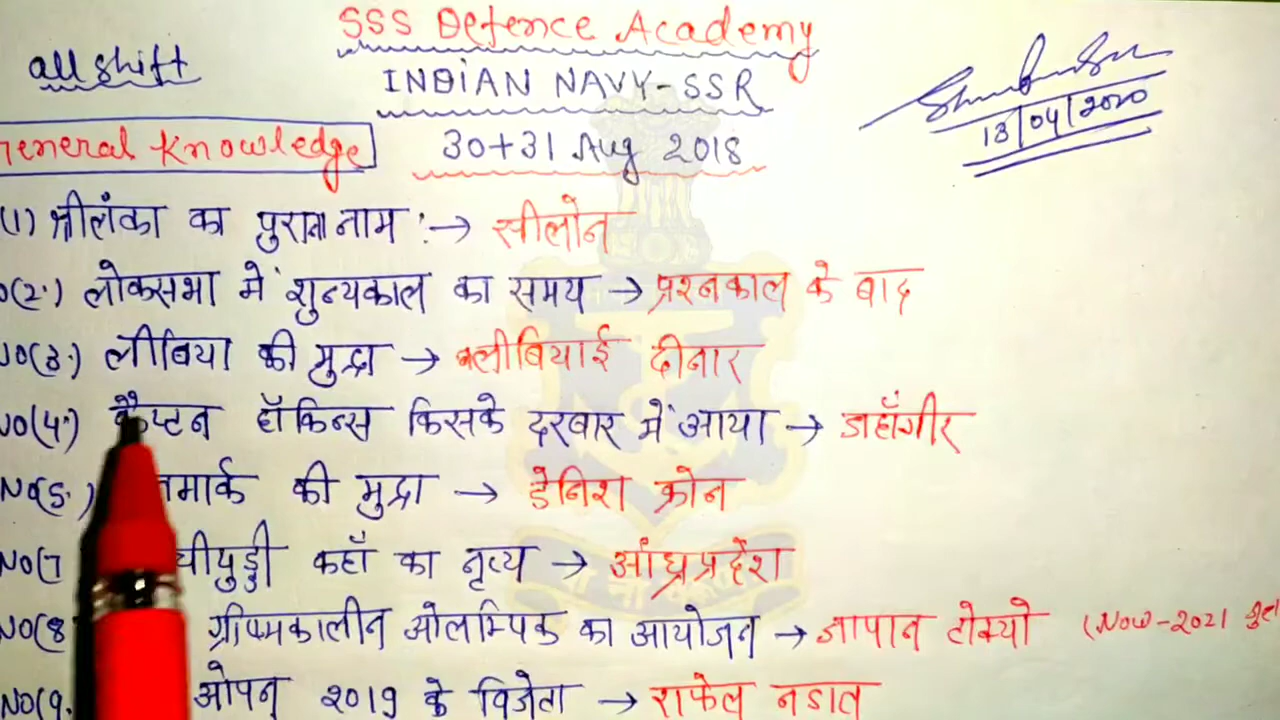 SSS Defence Academy
all shift
INDIAN NAVY-SSR
13/04/2020
General Knowledge
30+31 Aug 2018
(1) श्रीलंका का पुराना नाम :→ सीलोन
(2.) लोकसभा में शुन्यकाल का समय → प्रश्नकाल के बाद
NO(3.) लीबिया की मुद्रा → लीबियाई दीनार
NO(4.) कैप्टन हॉकिन्स किसके दरबार में आया → जहाँगीर
NO(5.) नमार्क की मुद्रा → डेनिश क्रोन
NO(7 चीपुड़ी कहाँ का नृत्य → आंध्रप्रदेश
NO(8 ग्रीष्मकालीन ओलम्पिक का आयोजन → जापान टोक्यो (Now-2021
NO(9. ओपन 2019 के विजेता → राफेल नडाल